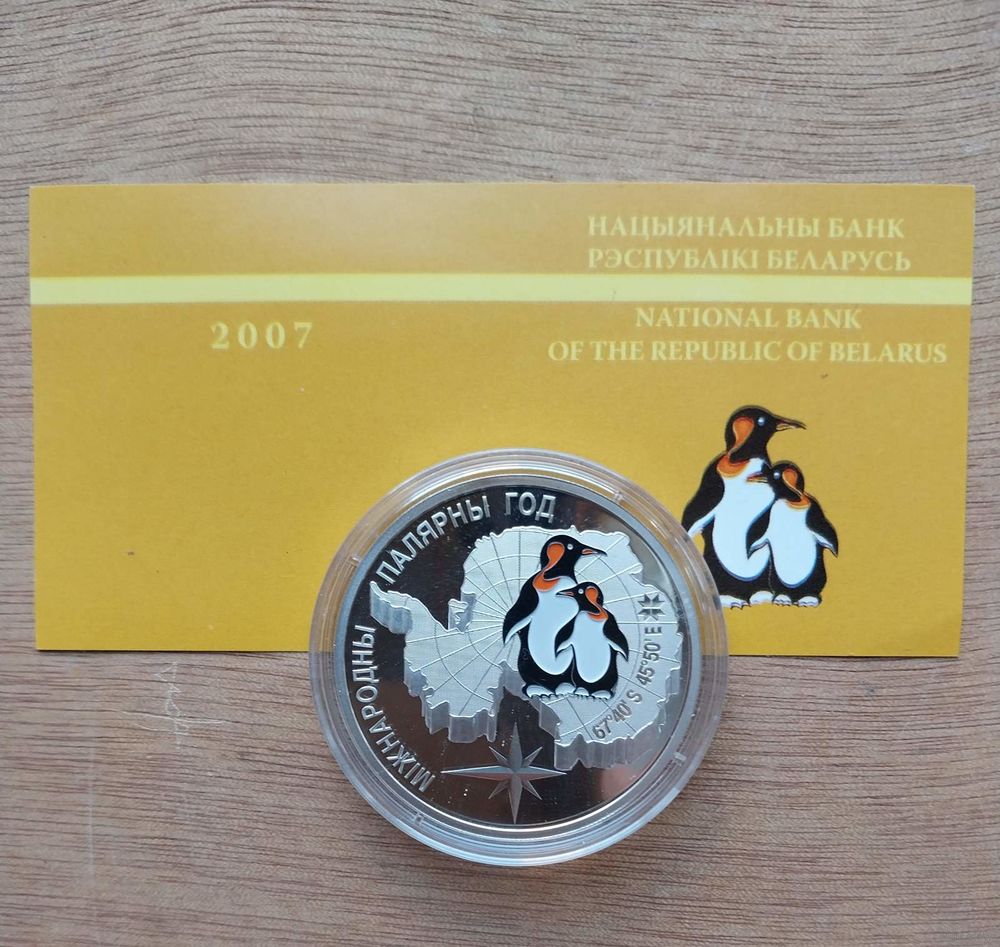 НАЦЫЯНАЛЬНЫ БАНК
РЭСПУБЛІКІ БЕЛАРУСЬ
2007
NATIONAL BANK
OF THE REPUBLIC OF BELARUS
МІЖНАРОДНЫ ПАЛЯРНЫ ГОД
67°40'S 45°50'E